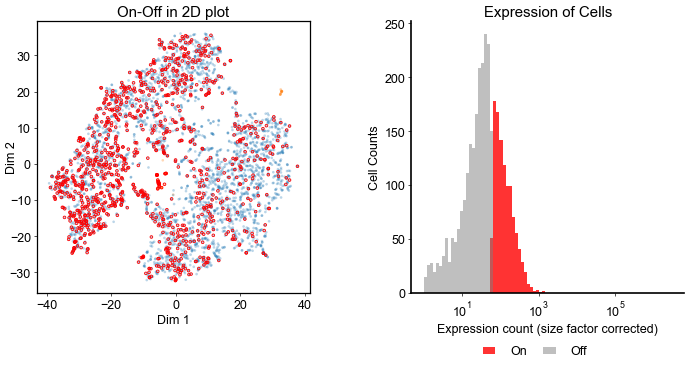 On-Off in 2D plot
Expression of Cells
30
20
10
0
−10
−20
−30
Dim 2
−40
−20
0
20
40
Dim 1
250
200
150
100
50
0
Cell Counts
10^1
10^3
10^5
Expression count (size factor corrected)
On
Off